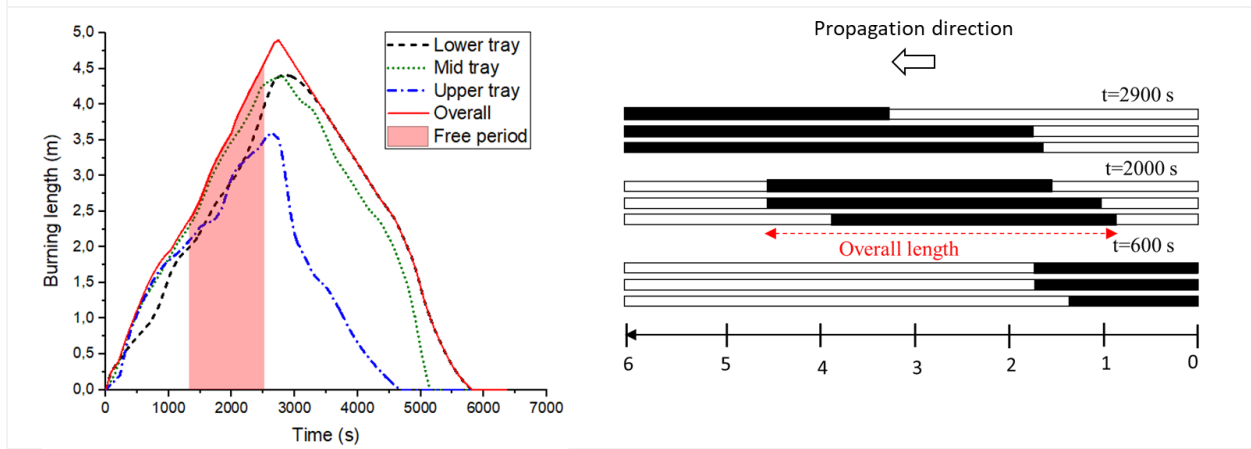 5,0
4,5
4,0
3,5
3,0
2,5
2,0
1,5
1,0
0,5
0,0
Burning length (m)
Lower tray
Mid tray
Upper tray
Overall
Free period
0 1000 2000 3000 4000 5000 6000 7000
Time (s)
Propagation direction
t=2900 s
t=2000 s
Overall length
t=600 s
6 5 4 3 2 1 0